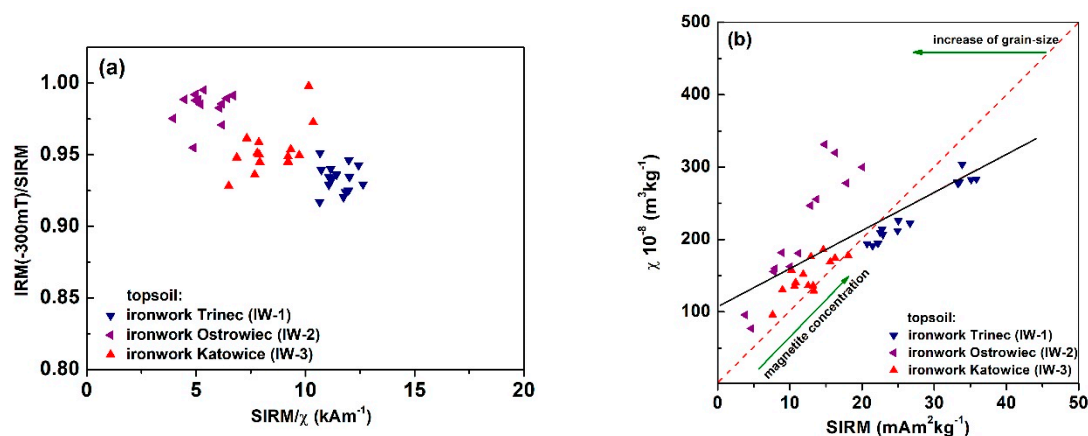 (a)
IRM(-300mT)/SIRM
1.00
0.95
0.90
0.85
0.80
topsoil:
ironwork Trinec (IW-1)
ironwork Ostrowiec (IW-2)
ironwork Katowice (IW-3)
0 5 10 15 20
SIRM/χ (kAm⁻¹)
(b)
χ 10⁻⁸ (m³kg⁻¹)
500
400
300
200
100
increase of grain-size
magnetite concentration
topsoil:
ironwork Trinec (IW-1)
ironwork Ostrowiec (IW-2)
ironwork Katowice (IW-3)
0 10 20 30 40 50
SIRM (mAm²kg⁻¹)
0